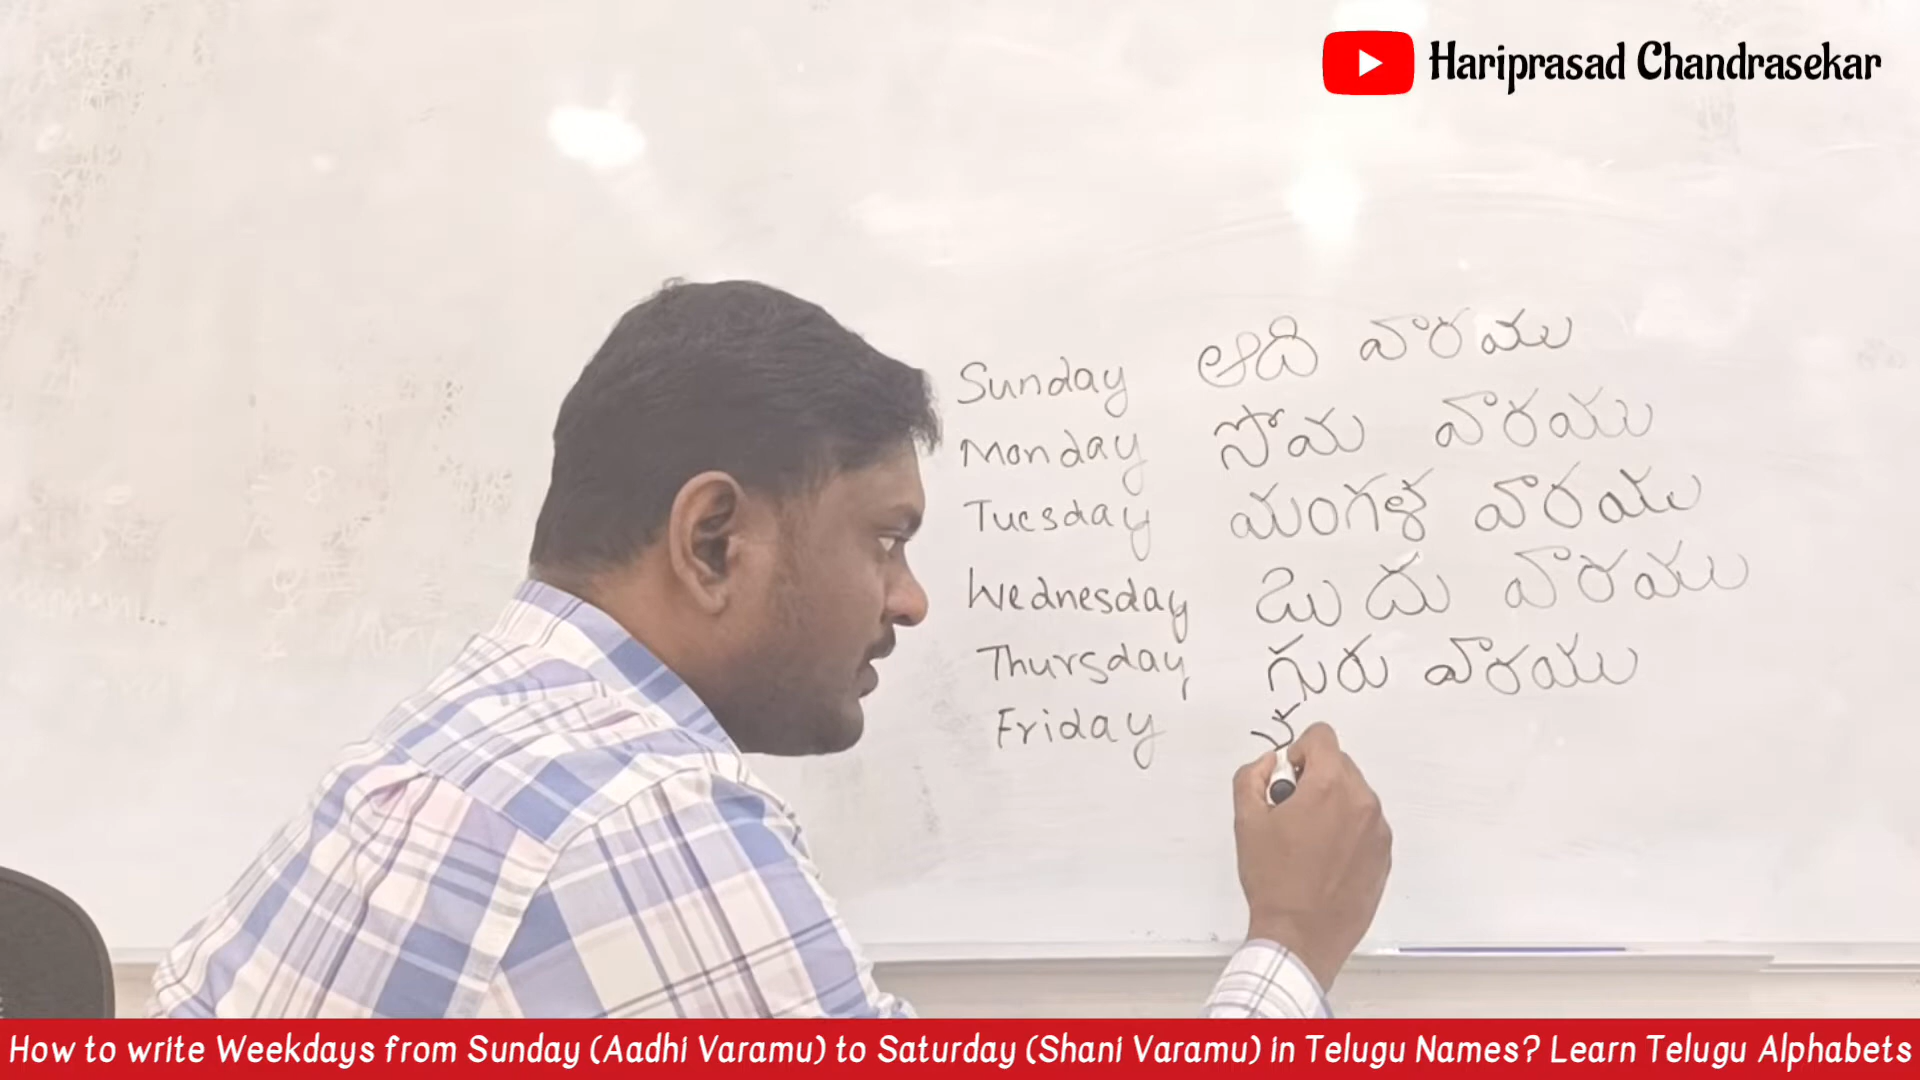 Hariprasad Chandrasekar
Sunday ఆది వారము
Monday సోమ వారము
Tuesday మంగళ వారము
Wednesday బుదు వారము
Thursday గురు వారము
Friday
How to write Weekdays from Sunday (Aadhi Varamu) to Saturday (Shani Varamu) in Telugu Names? Learn Telugu Alphabets